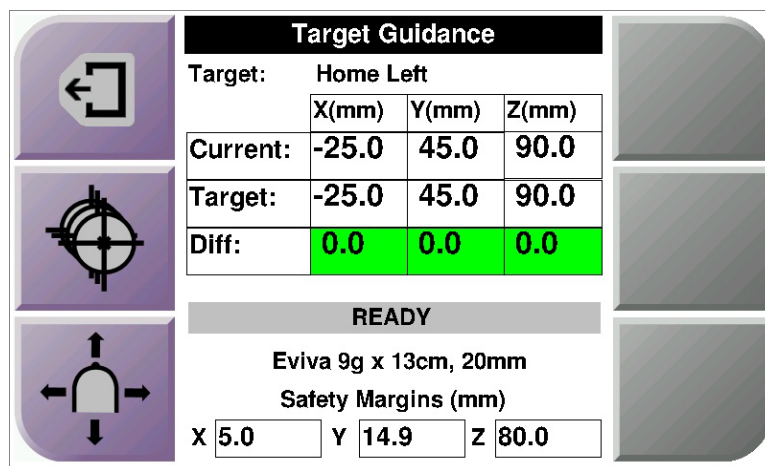 Target Guidance
Target: Home Left
X(mm) Y(mm) Z(mm)
Current: -25.0 45.0 90.0
Target: -25.0 45.0 90.0
Diff: 0.0 0.0 0.0
READY
Eviva 9g x 13cm, 20mm
Safety Margins (mm)
X 5.0 Y 14.9 Z 80.0